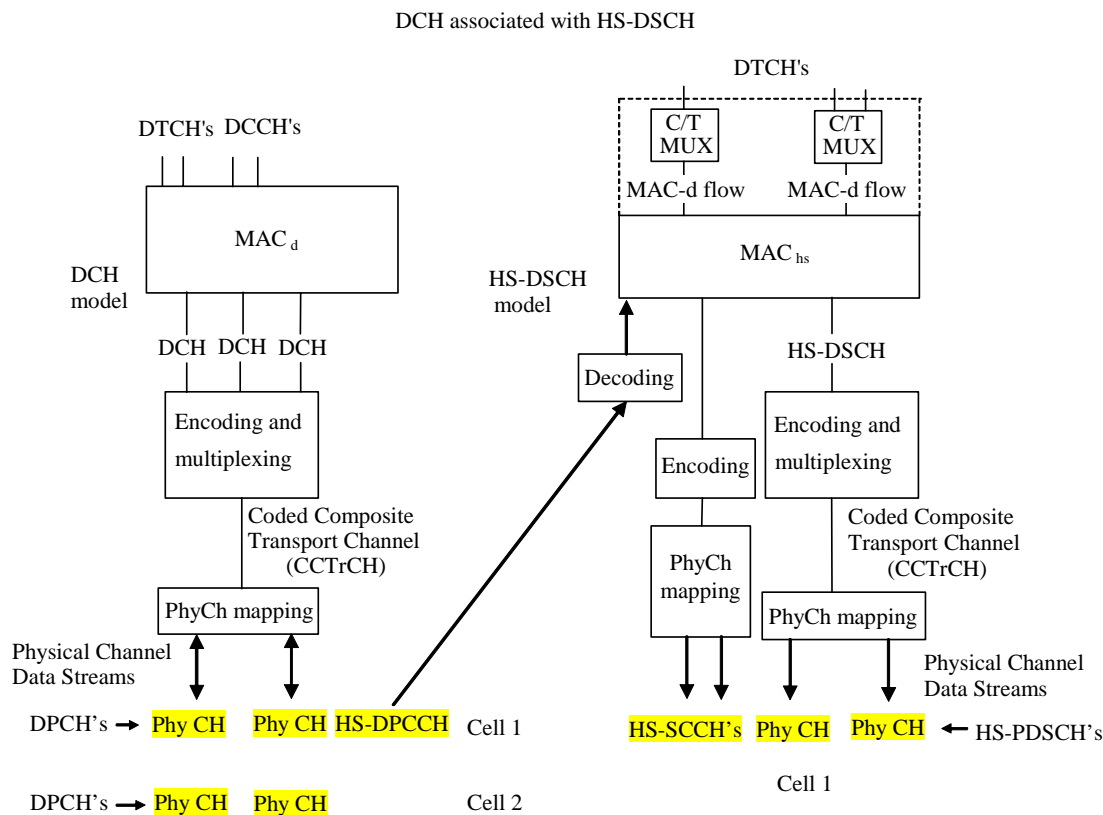 DCH associated with HS-DSCH
DTCH's DCCH's
MAC d
DCH
model
DCH DCH DCH
Encoding and
multiplexing
Coded Composite
Transport Channel
(CCTrCH)
PhyCh mapping
Physical Channel
Data Streams
DPCH's Phy CH Phy CH HS-DPCCH Cell 1
DPCH's Phy CH Phy CH Cell 2
DTCH's
C/T
MUX
C/T
MUX
MAC-d flow MAC-d flow
MAC hs
HS-DSCH
model
Decoding
HS-DSCH
Encoding
Encoding and
multiplexing
PhyCh
mapping
Coded Composite
Transport Channel
(CCTrCH)
PhyCh mapping
Physical Channel
Data Streams
HS-SCCH's Phy CH Phy CH HS-PDSCH's
Cell 1